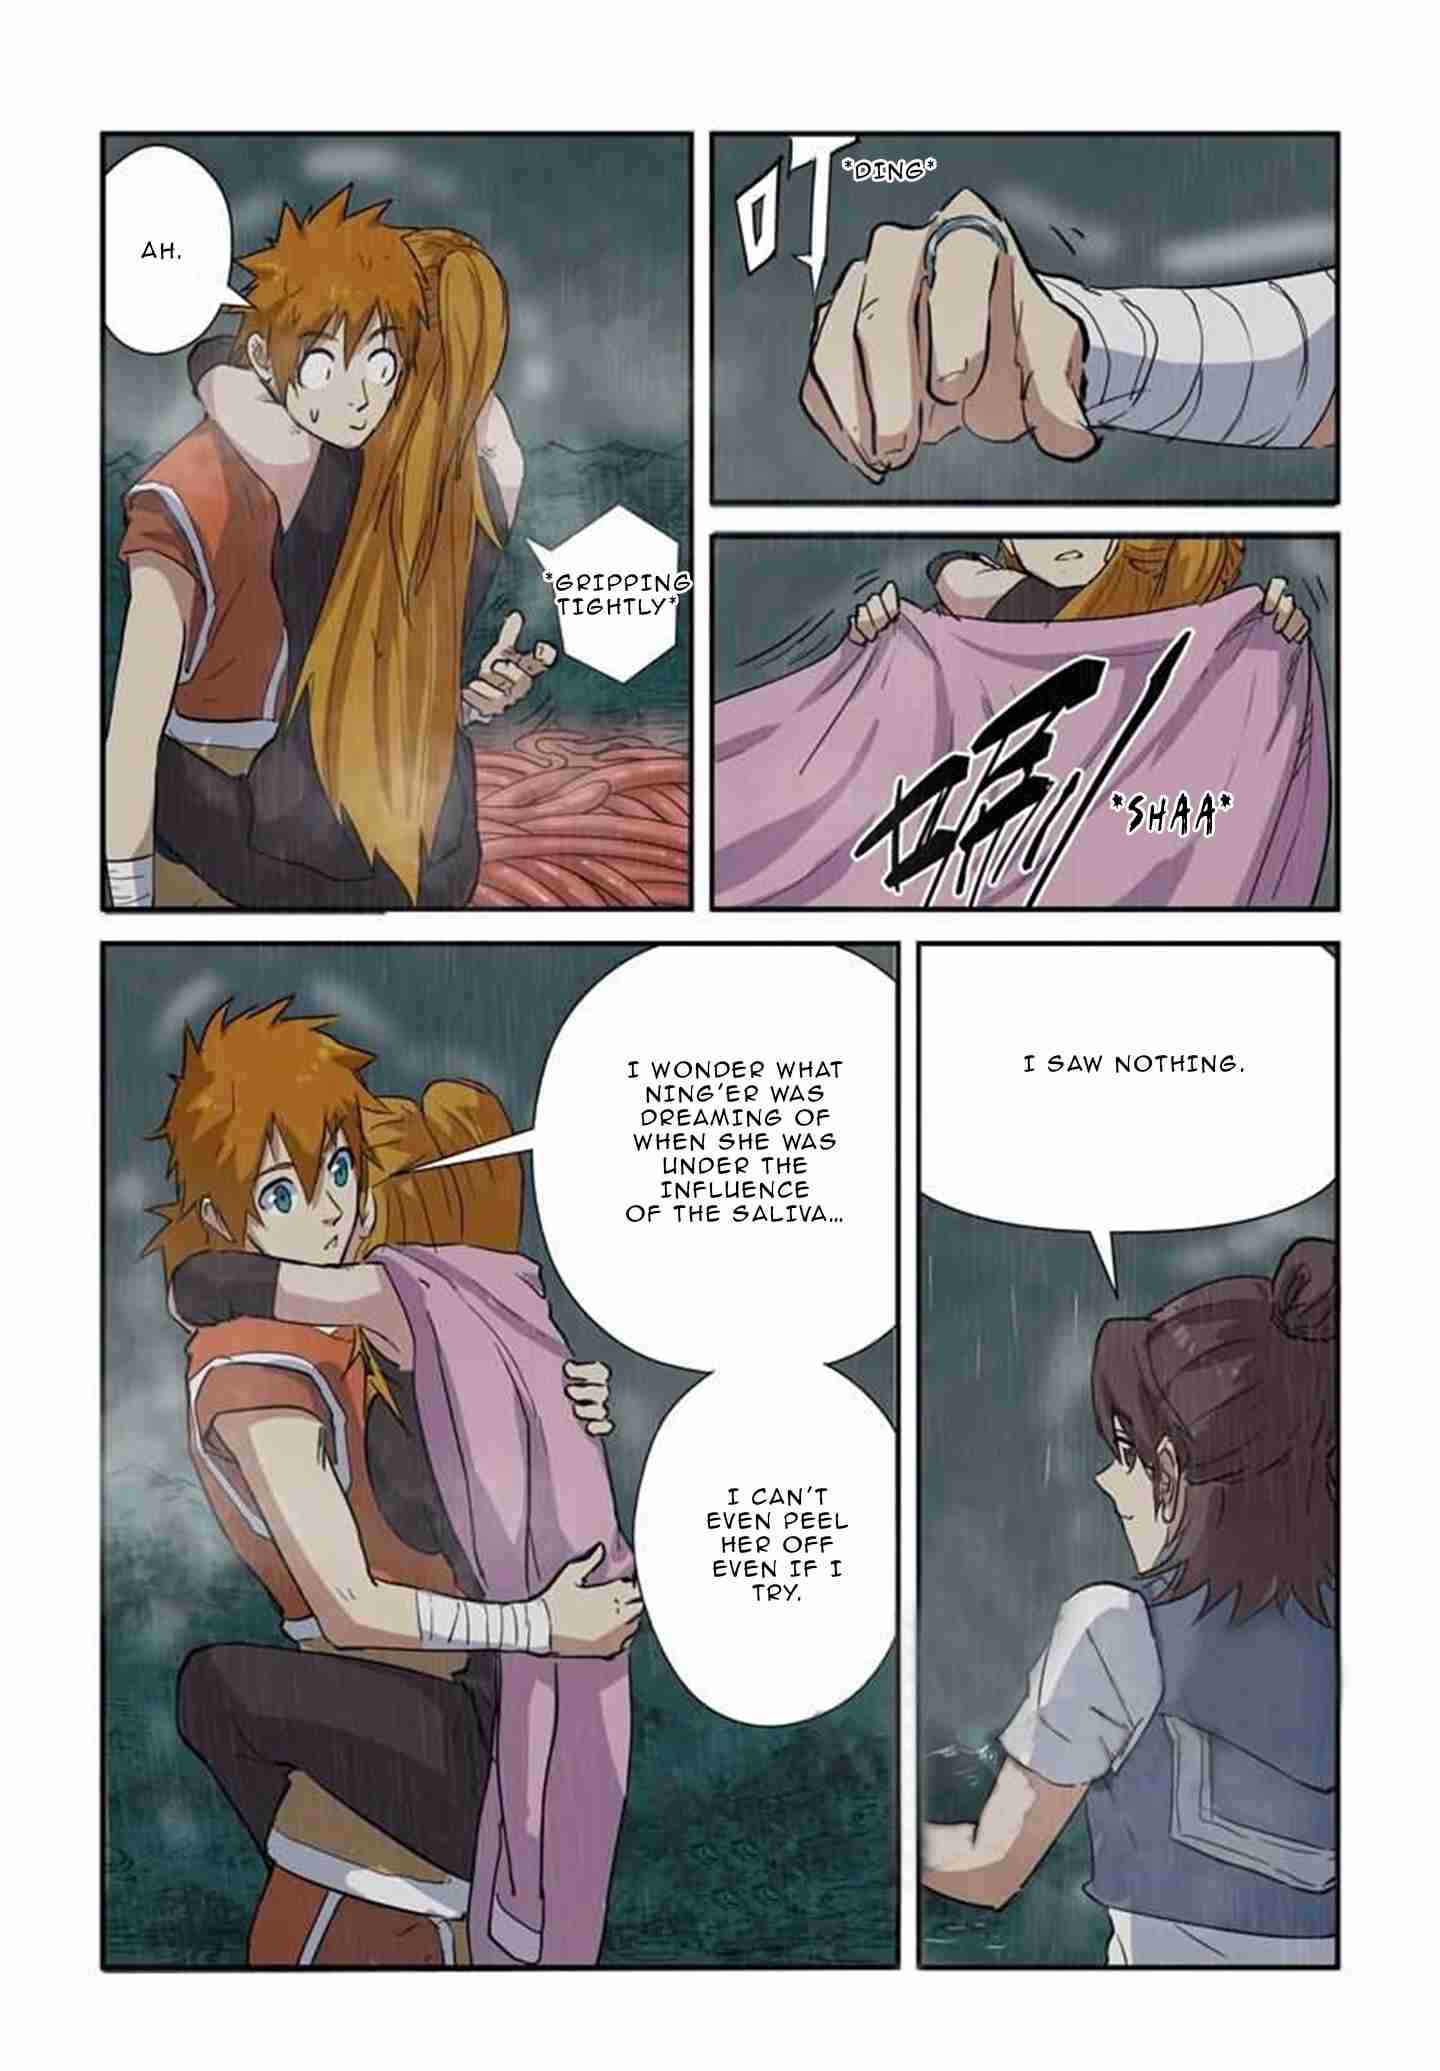 AH.
*GRIPPING
TIGHTLY*
叮
*DING*
唰
*SHAA*
I WONDER WHAT
NING'ER WAS
DREAMING OF
WHEN SHE WAS
UNDER THE
INFLUENCE
OF THE SALIVA...
I CAN'T
EVEN PEEL
HER OFF
EVEN IF I
TRY.
I SAW NOTHING.